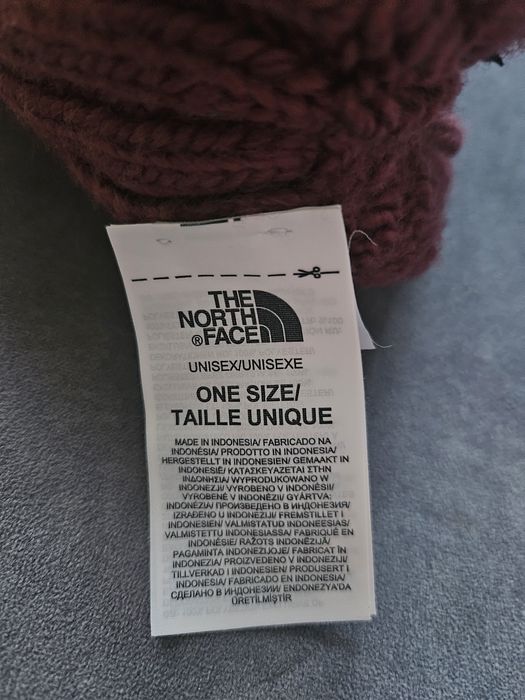 THE
NORTH
®FACE
UNISEX/UNISEXE
ONE SIZE/
TAILLE UNIQUE
MADE IN INDONESIA/ FABRICADO NA
INDONÉSIA/ PRODOTTO IN INDONESIA/
HERGESTELLT IN INDONESIEN/ GEMAAKT IN
INDONESIË/ ΚΑΤΑΣΚΕΥΑΖΕΤΑΙ ΣΤΗΝ
ΙΝΔΟΝΗΣΙΑ/ WYPRODUKOWANO W
INDONEZJI/ VYROBENO V INDONÉSII/
VYROBENÉ V INDONÉZII/ GYÁRTVA:
INDONÉZIA/ ПРОИЗВЕДЕНО В ИНДОНЕЗИЯ/
IZRAĐENO U INDONEZIJI/ FREMSTILLET I
INDONESIEN/ VALMISTATUD INDONEESIAS/
VALMISTETTU INDONESIASSA/ FABRIQUÉ EN
INDONÉSIE/ RAŽOTS INDONĒZIJĀ/
PAGAMINTA INDONEZIJOJE/ FABRICAT ÎN
INDONEZIA/ PROIZVEDENO V INDONEZIJI/
TILLVERKAD I INDONESIEN/ PRODUSERT I
INDONESIA/ FABRICADO EN INDONESIA/
СДЕЛАНО В ИНДОНЕЗИИ/ ENDONEZYA'DA
ÜRETİLMİŞTİR